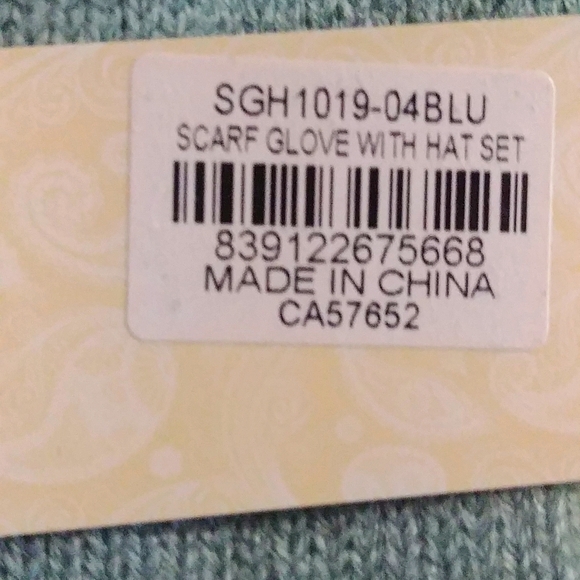 SGH1019-04BLU
SCARF GLOVE WITH HAT SET
839122675668
MADE IN CHINA
CA57652